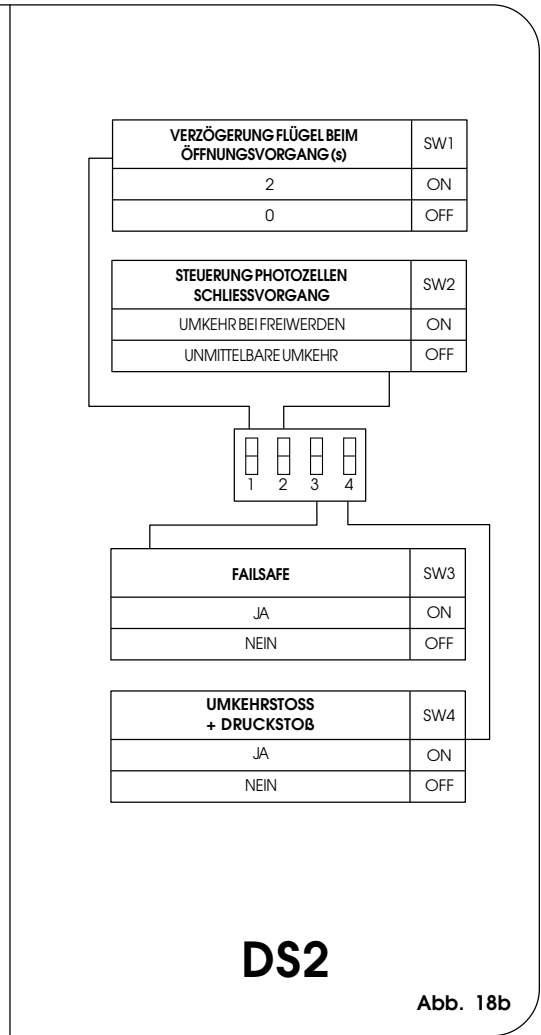 VERZÖGERUNG FLÜGEL BEIM
ÖFFNUNGSVORGANG (s) SW1
2 ON
0 OFF
STEUERUNG PHOTOZELLEN
SCHLIESSVORGANG SW2
UMKEHR BEI FREIWERDEN ON
UNMITTELBARE UMKEHR OFF
1 2 3 4
FAILSAFE SW3
JA ON
NEIN OFF
UMKEHRSTOSS
+ DRUCKSTOß SW4
JA ON
NEIN OFF
DS2
Abb. 18b